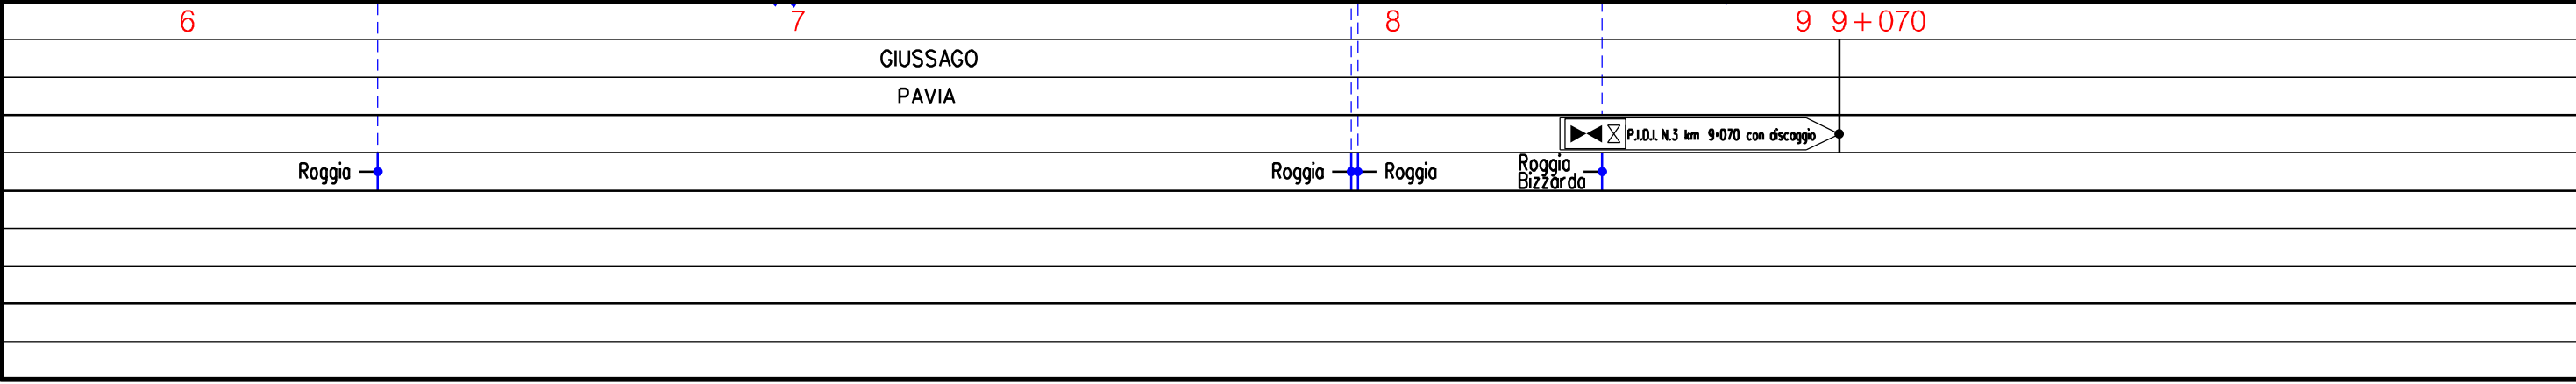 6 7 8 9 9+070
GIUSSAGO
PAVIA
P.I.D.I. N.3 km 9+070 con discaggio
Roggia Roggia Roggia Roggia
Bizzarda